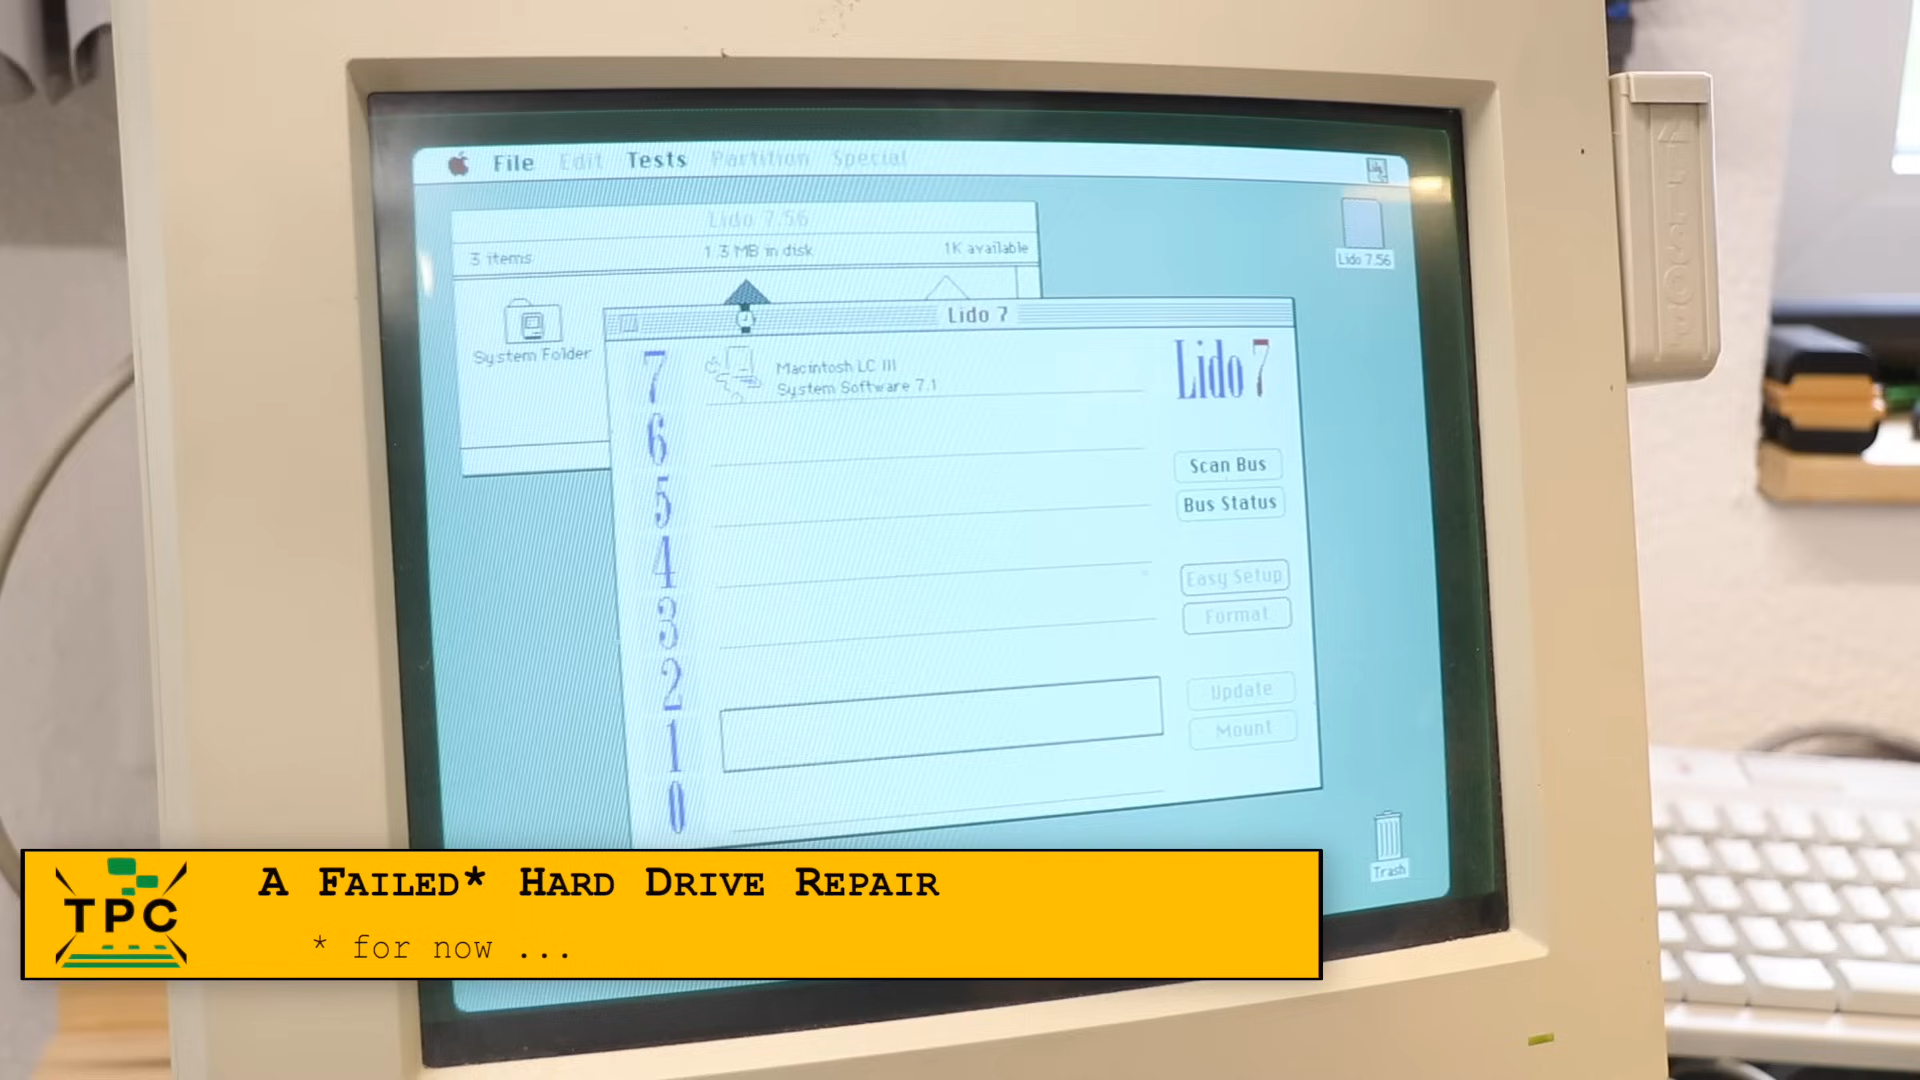 File Edit Tests Partition Special
Lido 7.56
3 items 1.3 MB in disk 1K available
System Folder
Lido 7.56
Lido 7
7 Macintosh LC III
System Software 7.1
Lido 7
6
5
4
3
2
1
0
Scan Bus
Bus Status
Easy Setup
Format
Update
Mount
Trash
TPC
A Failed* Hard Drive Repair
* for now ...